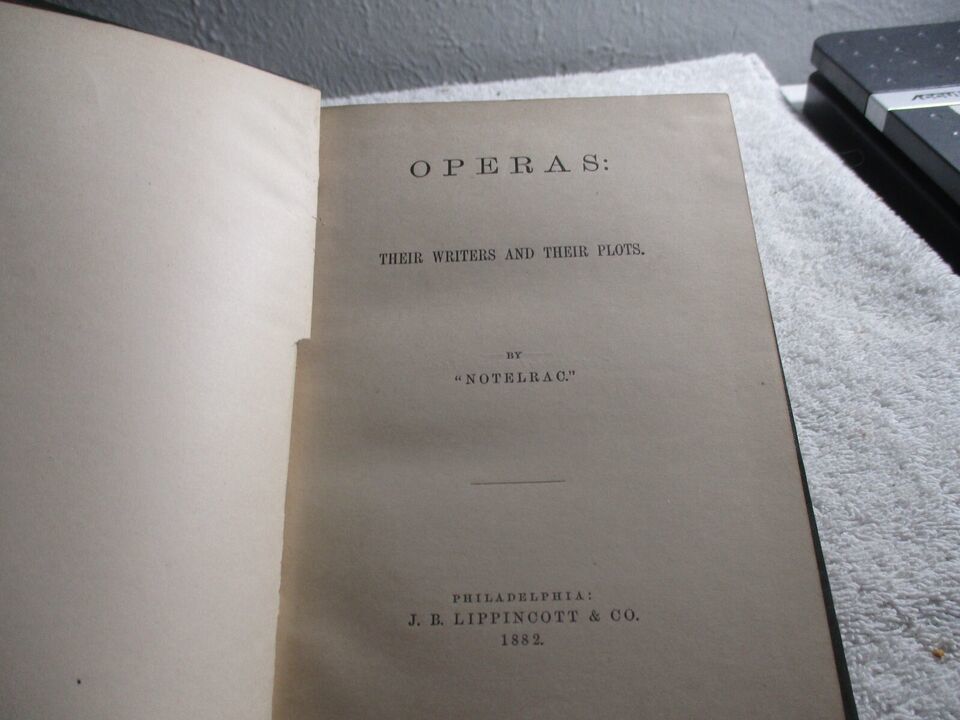 OPERAS:
THEIR WRITERS AND THEIR PLOTS.
BY
"NOTELRAC."
PHILADELPHIA:
J. B. LIPPINCOTT & CO.
1882.